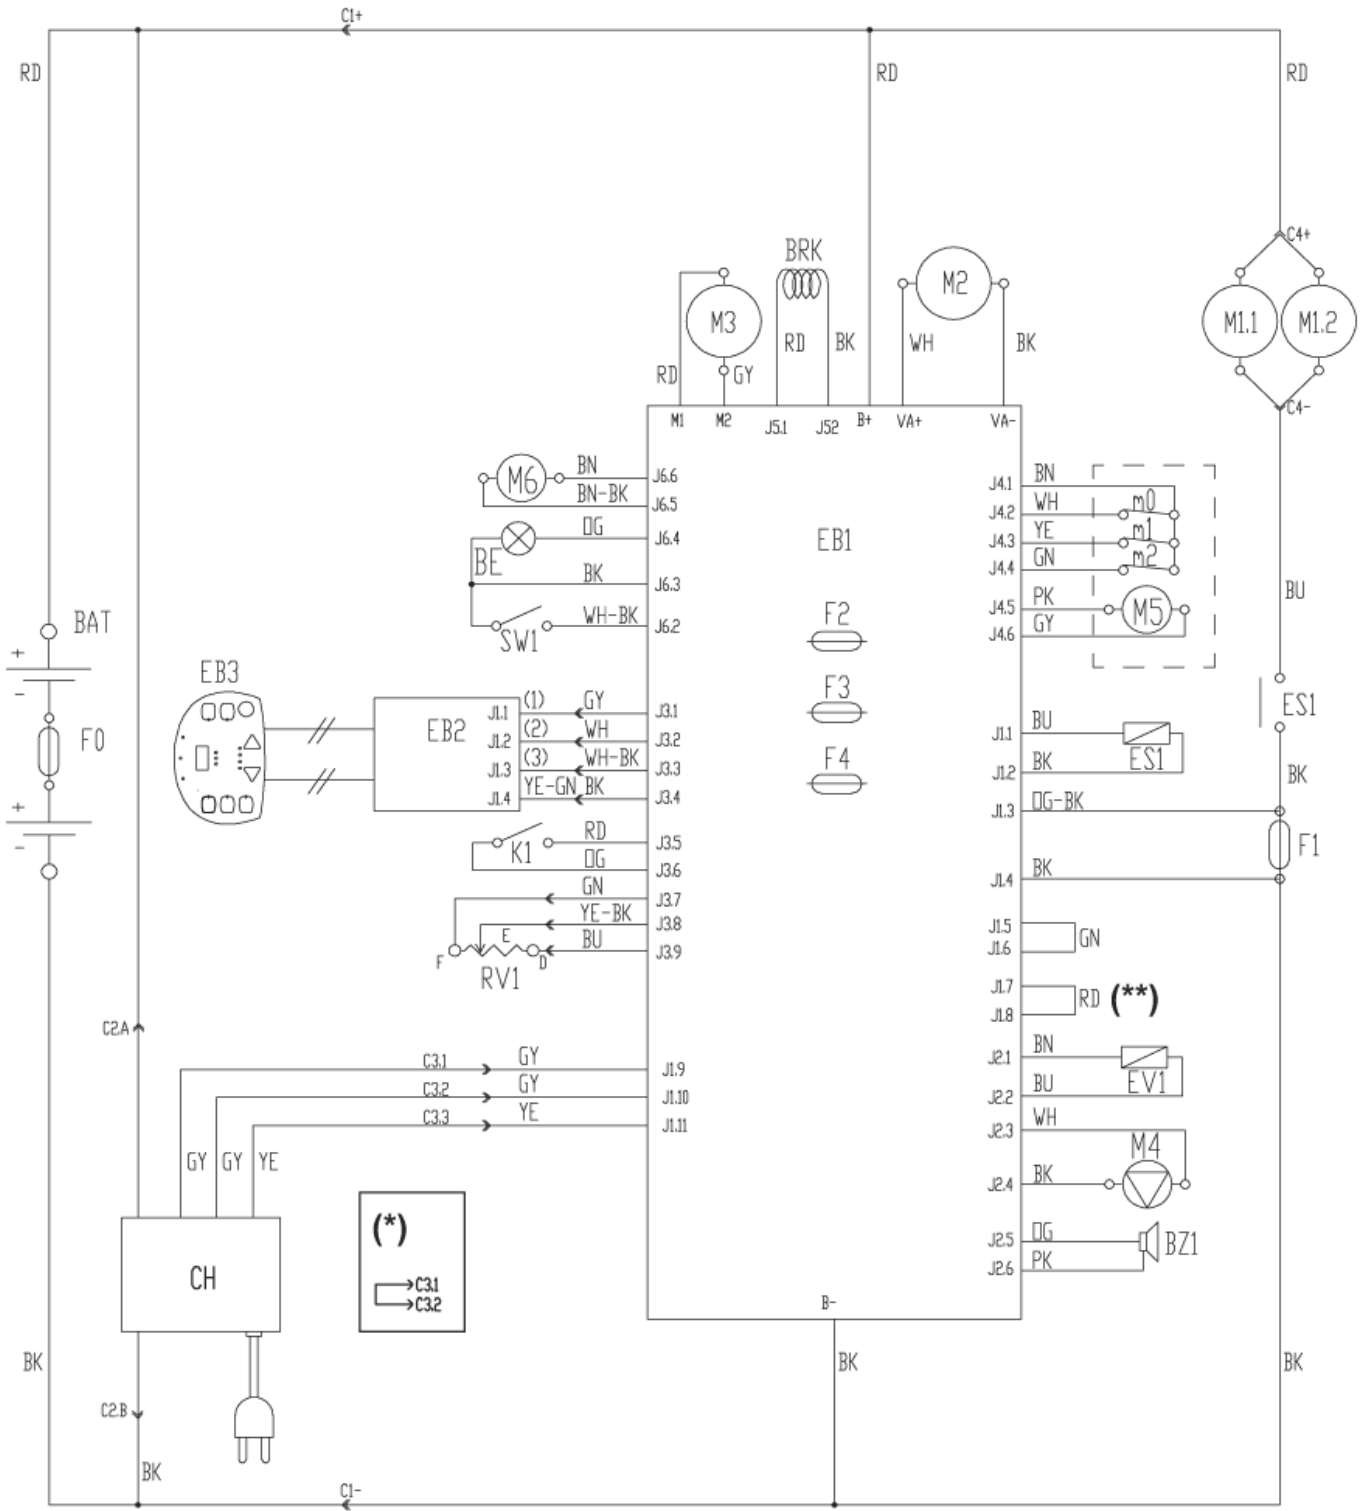 C1+
RD
RD
RD
C4+
BRK
M2
M3
M1.1
M1.2
WH
BK
RD
BK
RD
GY
C4-
M1
M2
J5.1
J5.2
B+
VA+
VA-
M6
BN
J6.6
BN-BK
J6.5
OG
J6.4
BE
BK
J6.3
WH-BK
J6.2
SW1
EB1
F2
F3
F4
J4.1
BN
J4.2
WH
m0
J4.3
YE
m1
J4.4
GN
m2
J4.5
PK
M5
J4.6
GY
BU
BAT
+
-
F0
+
-
EB3
EB2
J1.1
(1)
GY
J3.1
J1.2
(2)
WH
J3.2
J1.3
(3)
WH-BK
J3.3
J1.4
YE-GN
BK
J3.4
ES1
J1.1
BU
ES1
J1.2
BK
BK
J1.3
OG-BK
F1
J1.4
BK
RD
J3.5
K1
OG
J3.6
GN
J3.7
YE-BK
J3.8
E
BU
J3.9
F
D
RV1
J1.5
J1.6
GN
J1.7
J1.8
RD
(**)
C2.A
C3.1
GY
J1.9
C3.2
GY
J1.10
C3.3
YE
J1.11
J2.1
BN
EV1
J2.2
BU
J2.3
WH
M4
J2.4
BK
J2.5
OG
BZ1
J2.6
PK
GY
GY
YE
CH
(*)
C3.1
C3.2
B-
BK
BK
BK
C2.B
BK
C1-